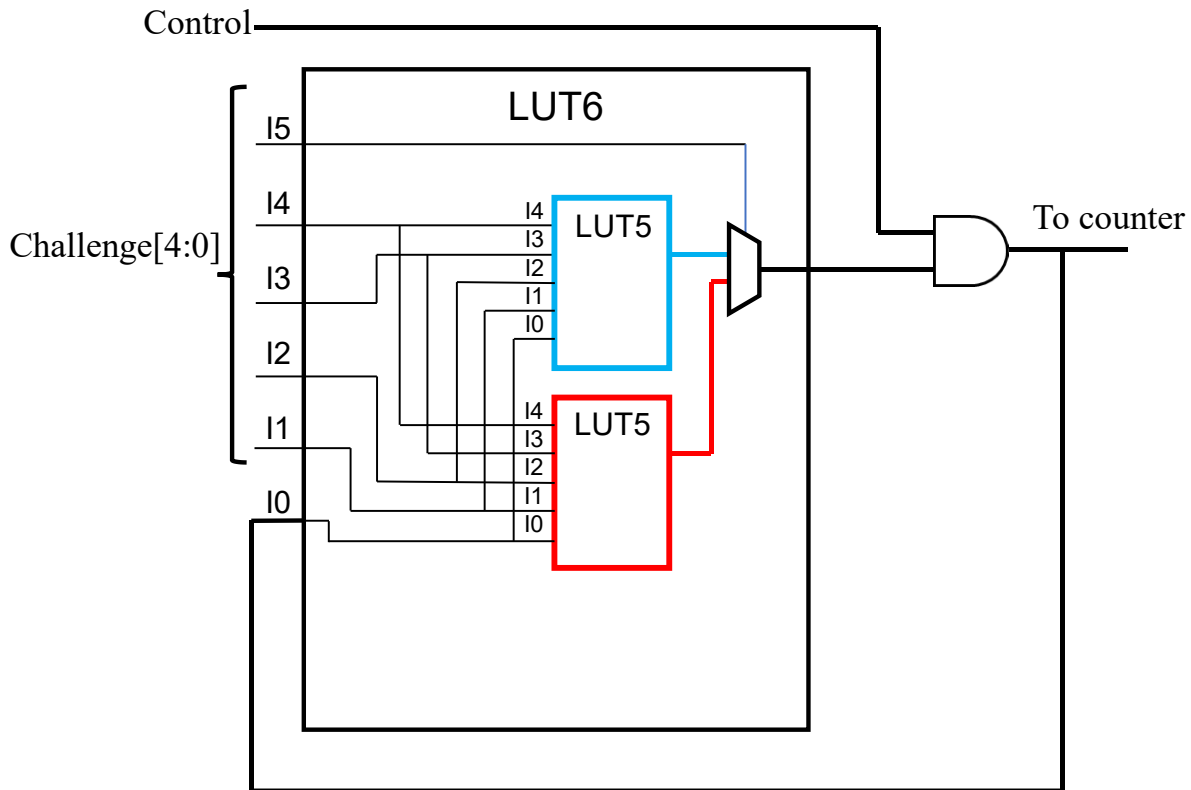 Control
LUT6
I5
I4
I3
I2
I1
I0
Challenge[4:0]
I4
I3
I2
I1
I0
LUT5
I4
I3
I2
I1
I0
LUT5
To counter